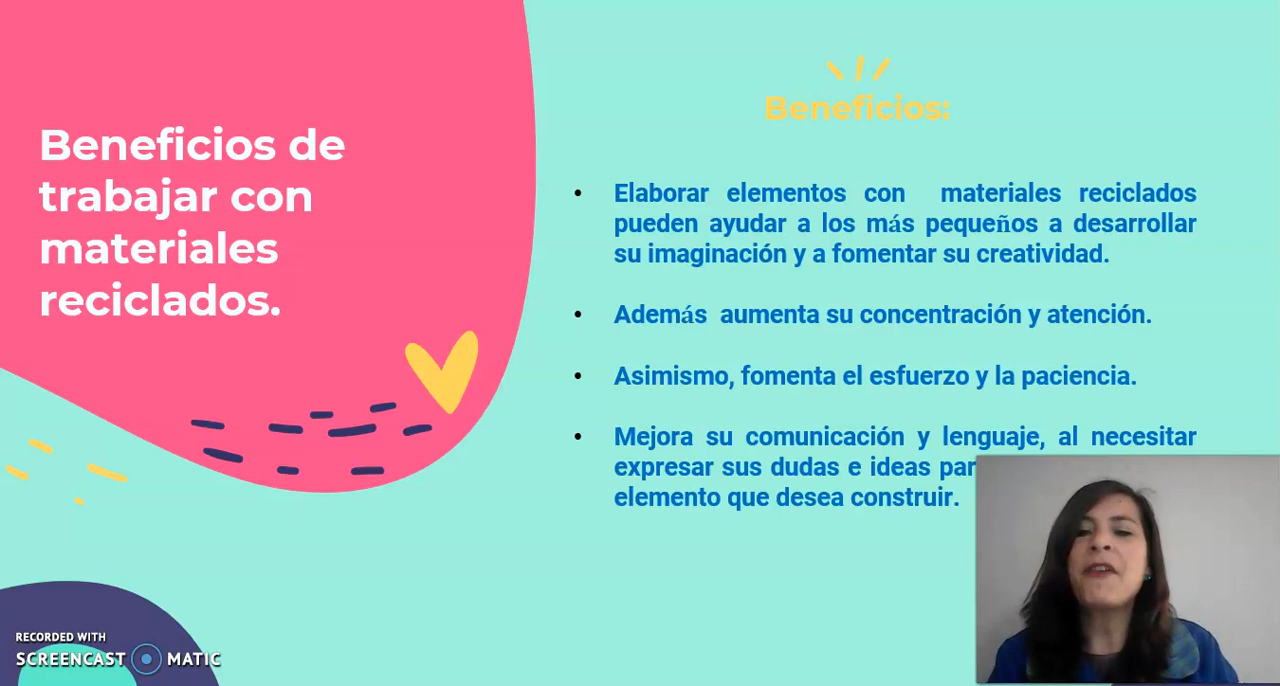 Beneficios de
trabajar con
materiales
reciclados.
Beneficios:
• Elaborar elementos con materiales reciclados
pueden ayudar a los más pequeños a desarrollar
su imaginación y a fomentar su creatividad.
• Además aumenta su concentración y atención.
• Asimismo, fomenta el esfuerzo y la paciencia.
• Mejora su comunicación y lenguaje, al necesitar
expresar sus dudas e ideas
elemento que desea construir.
RECORDED WITH
SCREENCAST MATIC